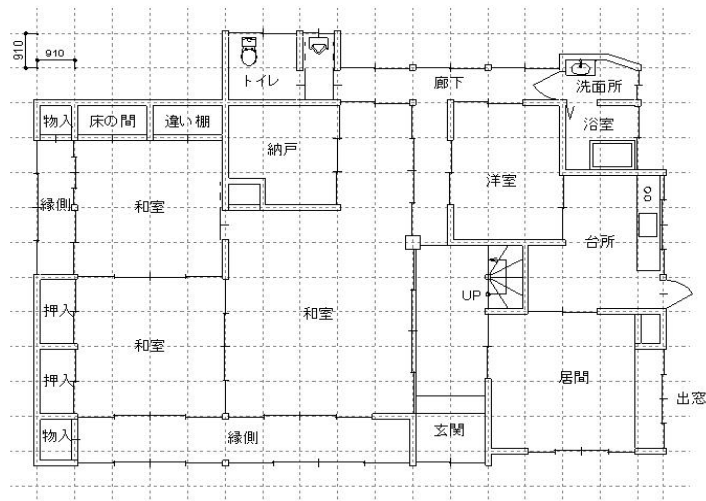 910
910
トイレ
廊下
洗面所
物入
床の間
違い棚
浴室
納戸
洋室
縁側
和室
台所
UP
押入
和室
和室
押入
居間
出窓
物入
縁側
玄関